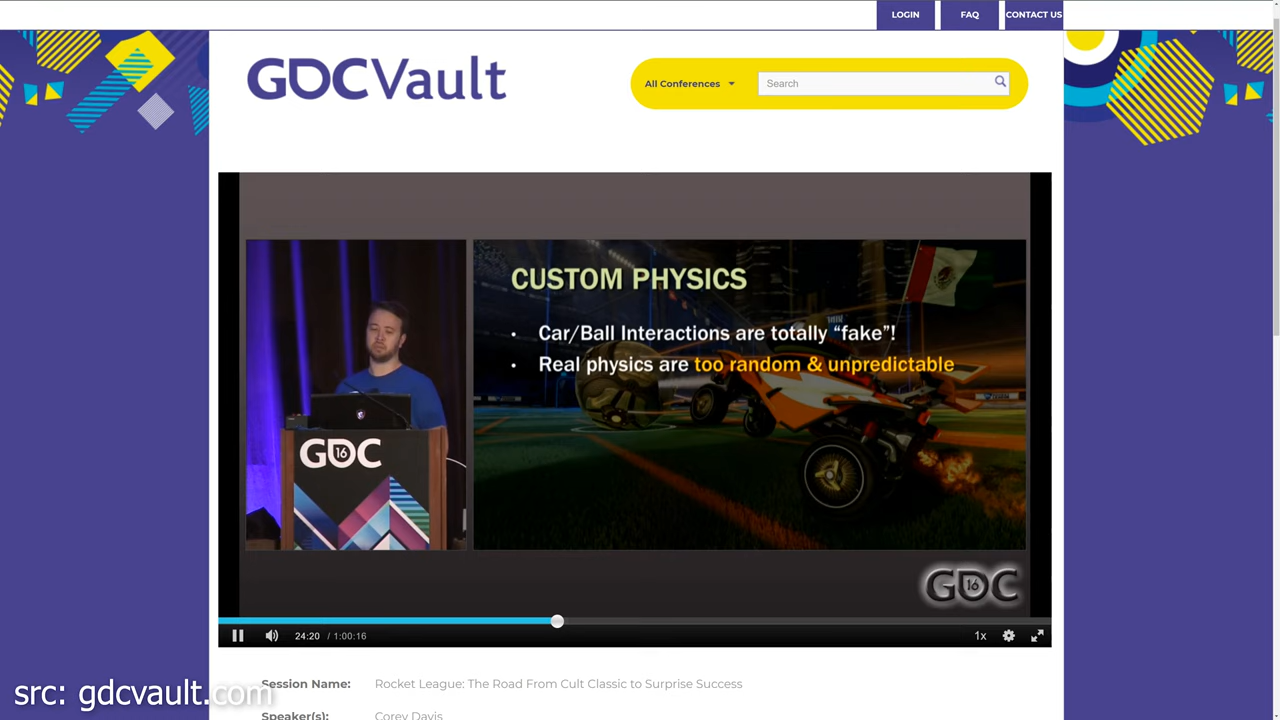 LOGIN
FAQ
CONTACT US
GDCVault
All Conferences
Search
CUSTOM PHYSICS
• Car/Ball Interactions are totally “fake”!
• Real physics are too random & unpredictable
GDC 16
GDC 16
24:20 / 1:00:16
1x
Session Name: Rocket League: The Road From Cult Classic to Surprise Success
src: gdcvault.com
Speaker(s): Corey Davis